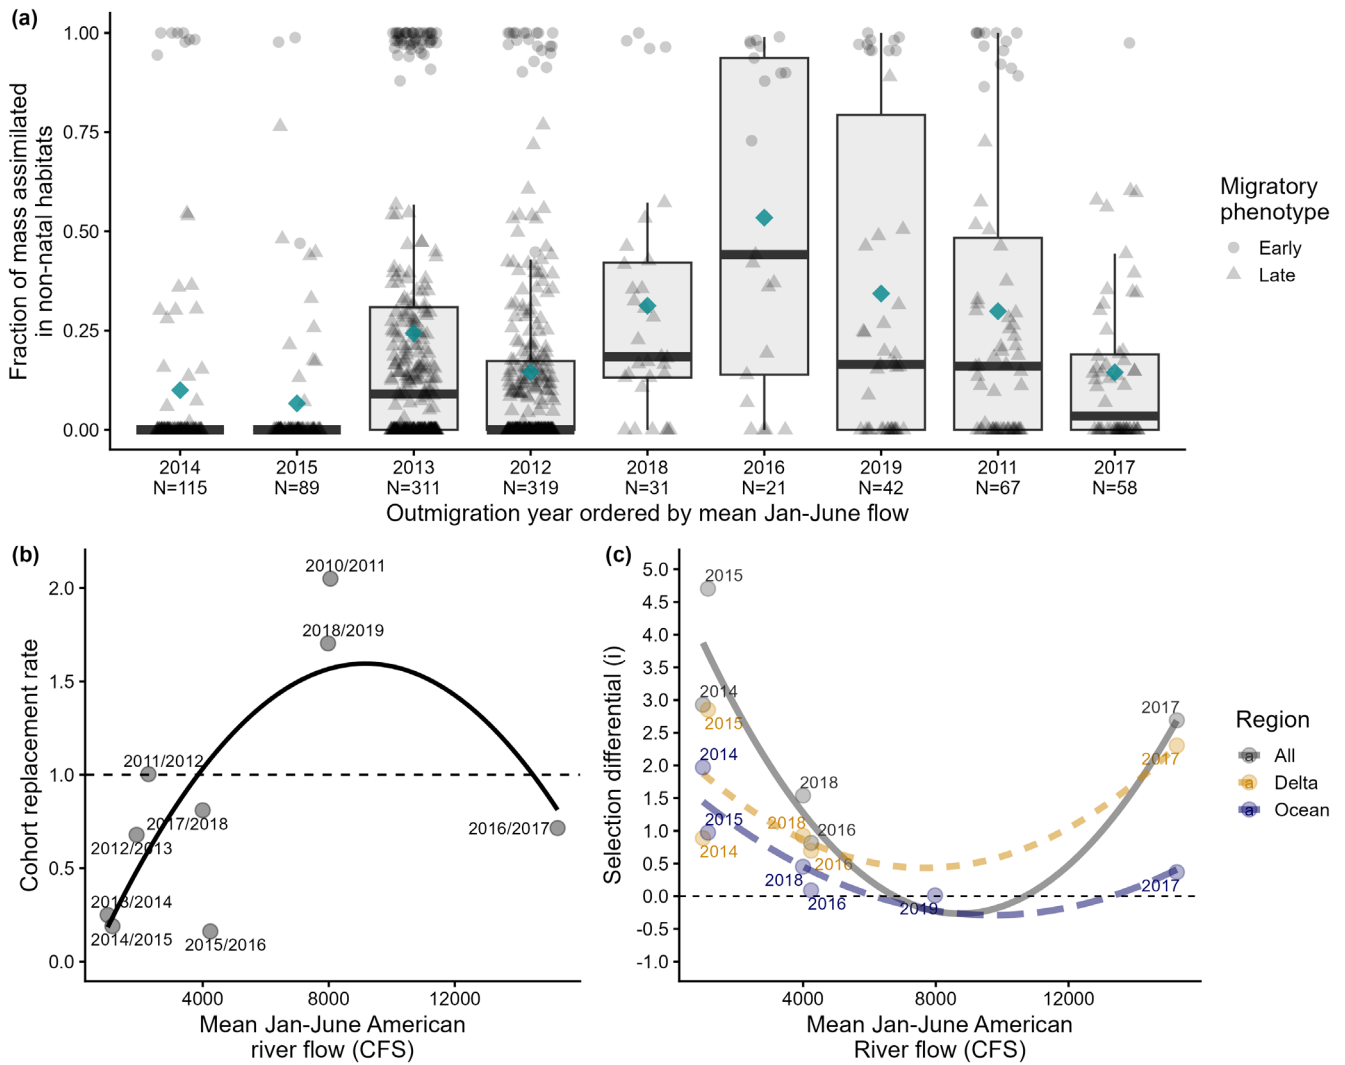 (a)
1.00
0.75
0.50
0.25
0.00
Fraction of mass assimilated
in non-natal habitats
2014
N=115
2015
N=89
2013
N=311
2012
N=319
2018
N=31
2016
N=21
2019
N=42
2011
N=67
2017
N=58
Outmigration year ordered by mean Jan-June flow
Migratory
phenotype
Early
Late
(b)
2.0
1.5
1.0
0.5
0.0
Cohort replacement rate
2010/2011
2018/2019
2011/2012
2017/2018
2012/2013
2016/2017
2013/2014
2014/2015
2015/2016
4000
8000
12000
Mean Jan-June American
river flow (CFS)
(c)
5.0
4.5
4.0
3.5
3.0
2.5
2.0
1.5
1.0
0.5
0.0
-0.5
-1.0
Selection differential (i)
2015
2014
2015
2014
2018
2015
2018
2016
2014
2016
2018
2016
2019
2017
2017
2017
4000
8000
12000
Mean Jan-June American
River flow (CFS)
Region
a All
a Delta
a Ocean